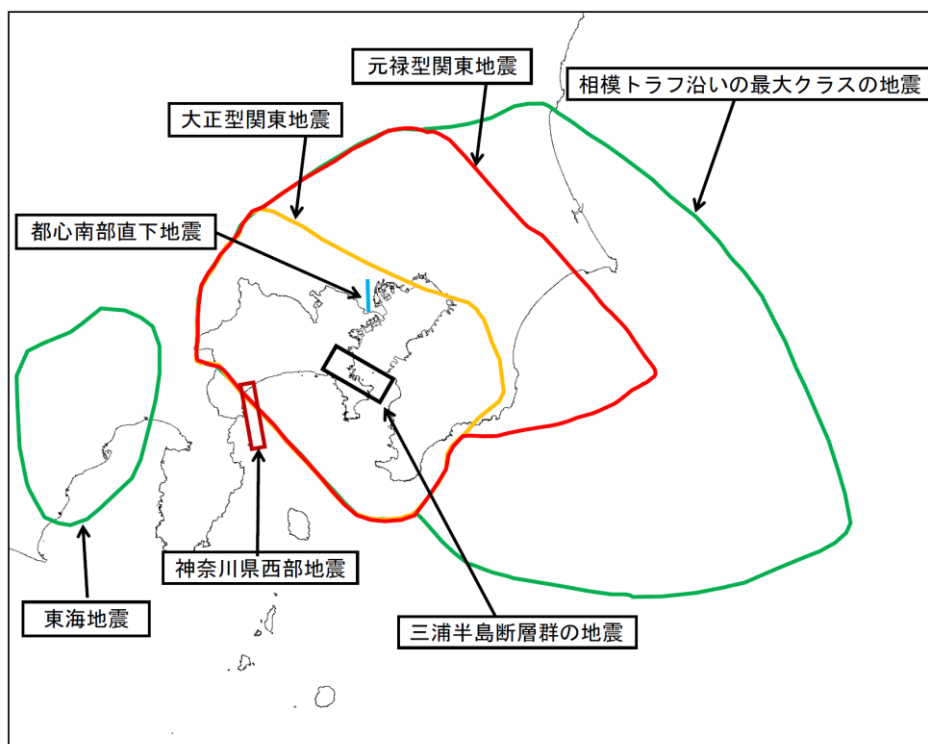 元禄型関東地震
相模トラフ沿いの最大クラスの地震
大正型関東地震
都心南部直下地震
神奈川県西部地震
東海地震
三浦半島断層群の地震